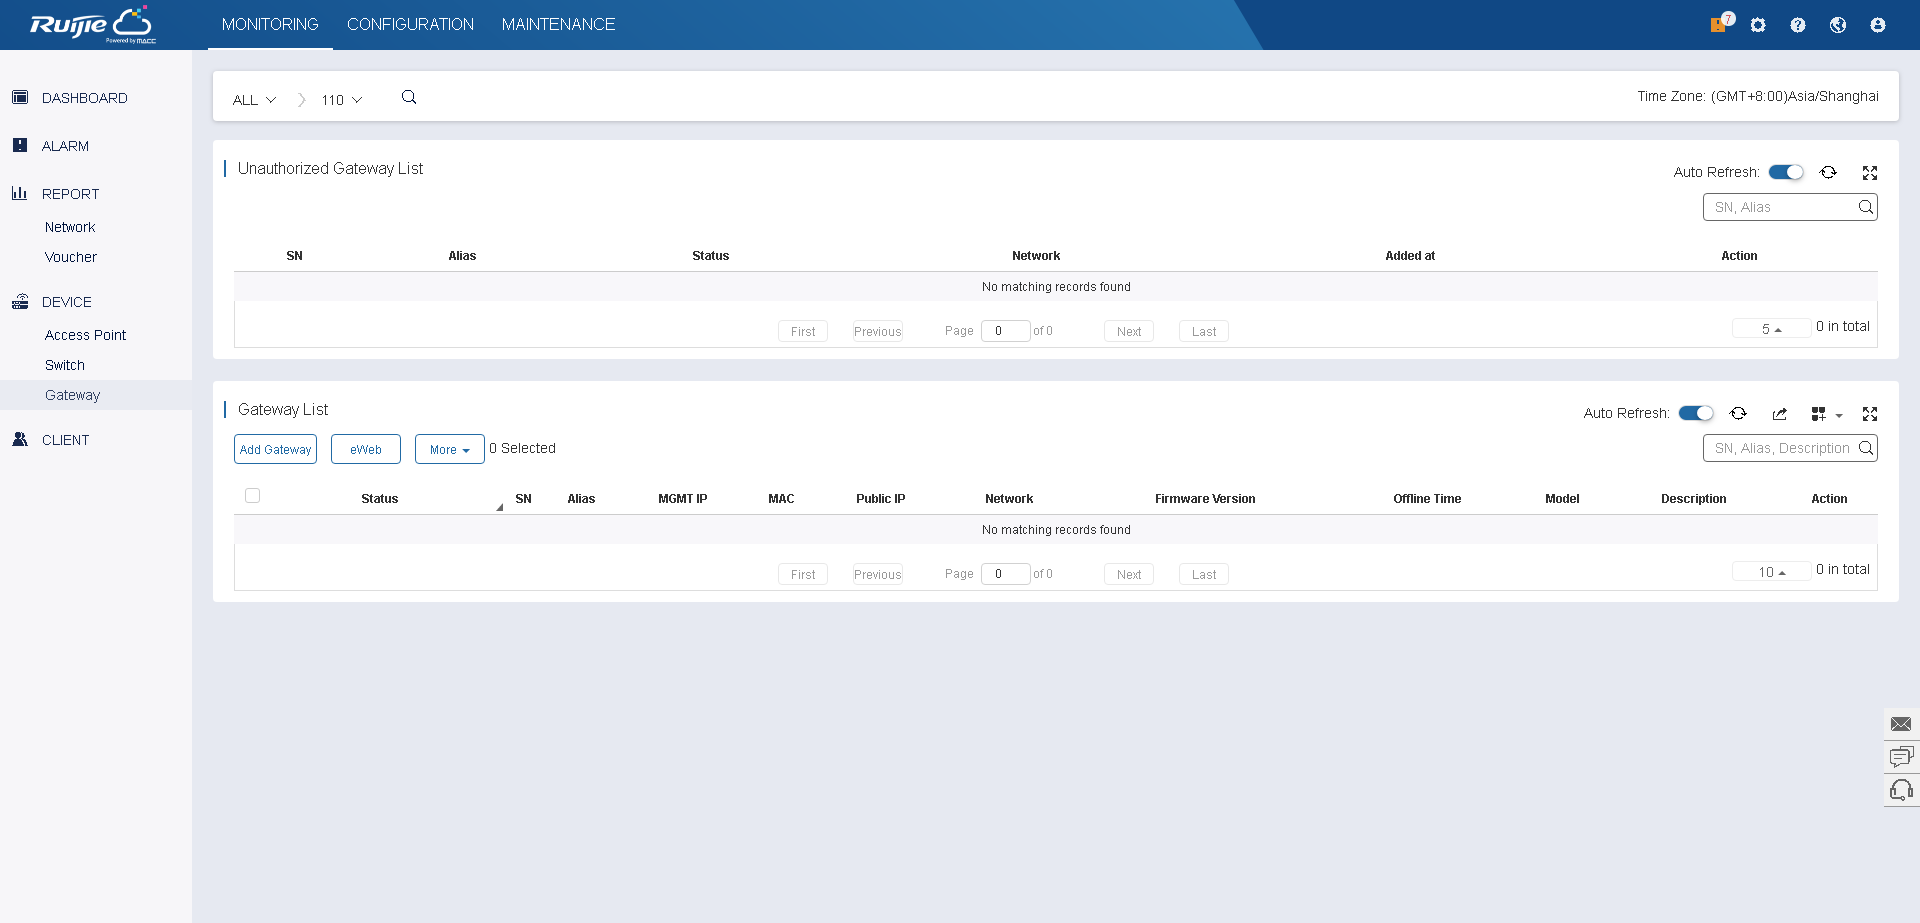 Ruijie
Powered by MACC
MONITORING CONFIGURATION MAINTENANCE
7
DASHBOARD
ALARM
REPORT
Network
Voucher
DEVICE
Access Point
Switch
Gateway
CLIENT
ALL 110
Time Zone: (GMT+8:00)Asia/Shanghai
Unauthorized Gateway List
Auto Refresh:
SN, Alias
SN Alias Status Network Added at Action
No matching records found
First Previous Page 0 of 0 Next Last 5 0 in total
Gateway List
Auto Refresh:
Add Gateway eWeb More 0 Selected
SN, Alias, Description
Status SN Alias MGMT IP MAC Public IP Network Firmware Version Offline Time Model Description Action
No matching records found
First Previous Page 0 of 0 Next Last 10 0 in total